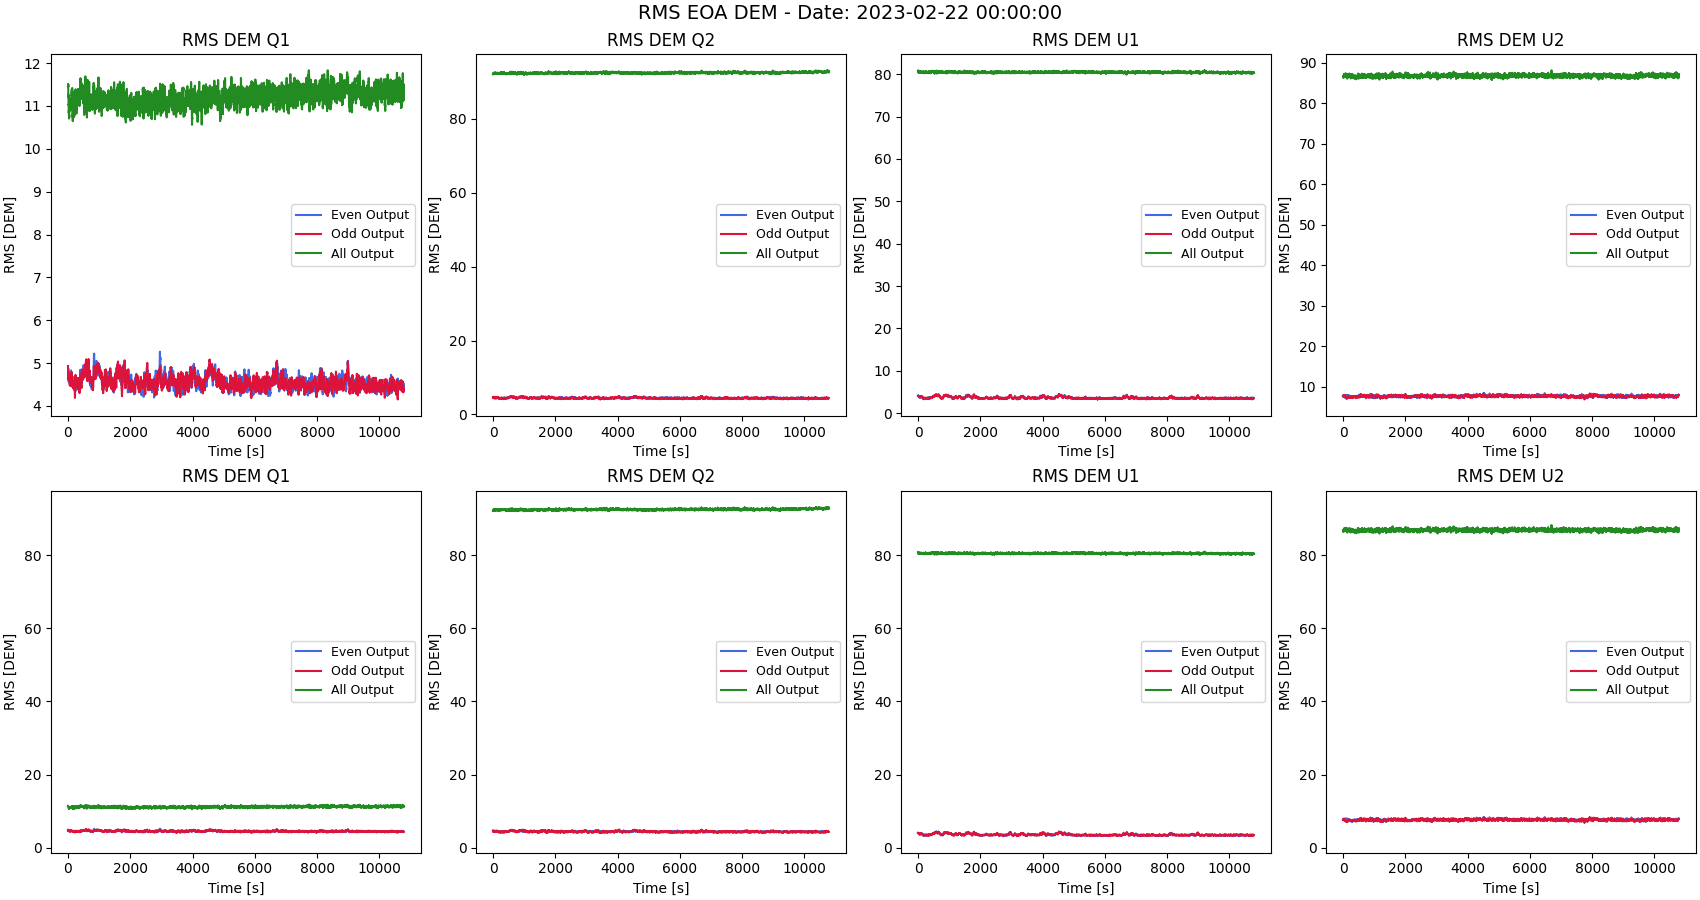 RMS EOA DEM - Date: 2023-02-22 00:00:00
RMS DEM Q1
RMS [DEM]
12
11
10
9
8
7
6
5
4
Even Output
Odd Output
All Output
0 2000 4000 6000 8000 10000
Time [s]
RMS DEM Q2
RMS [DEM]
80
60
40
20
0
Even Output
Odd Output
All Output
0 2000 4000 6000 8000 10000
Time [s]
RMS DEM U1
RMS [DEM]
80
70
60
50
40
30
20
10
0
Even Output
Odd Output
All Output
0 2000 4000 6000 8000 10000
Time [s]
RMS DEM U2
RMS [DEM]
90
80
70
60
50
40
30
20
10
Even Output
Odd Output
All Output
0 2000 4000 6000 8000 10000
Time [s]
RMS DEM Q1
RMS [DEM]
80
60
40
20
0
Even Output
Odd Output
All Output
0 2000 4000 6000 8000 10000
Time [s]
RMS DEM Q2
RMS [DEM]
80
60
40
20
0
Even Output
Odd Output
All Output
0 2000 4000 6000 8000 10000
Time [s]
RMS DEM U1
RMS [DEM]
80
60
40
20
0
Even Output
Odd Output
All Output
0 2000 4000 6000 8000 10000
Time [s]
RMS DEM U2
RMS [DEM]
80
60
40
20
0
Even Output
Odd Output
All Output
0 2000 4000 6000 8000 10000
Time [s]